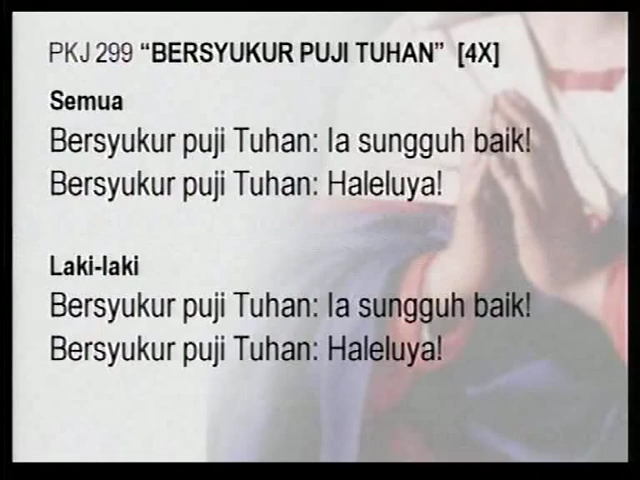 PKJ 299 “BERSYUKUR PUJI TUHAN” [4X]
Semua
Bersyukur puji Tuhan: Ia sungguh baik!
Bersyukur puji Tuhan: Haleluya!
Laki-laki
Bersyukur puji Tuhan: Ia sungguh baik!
Bersyukur puji Tuhan: Haleluya!